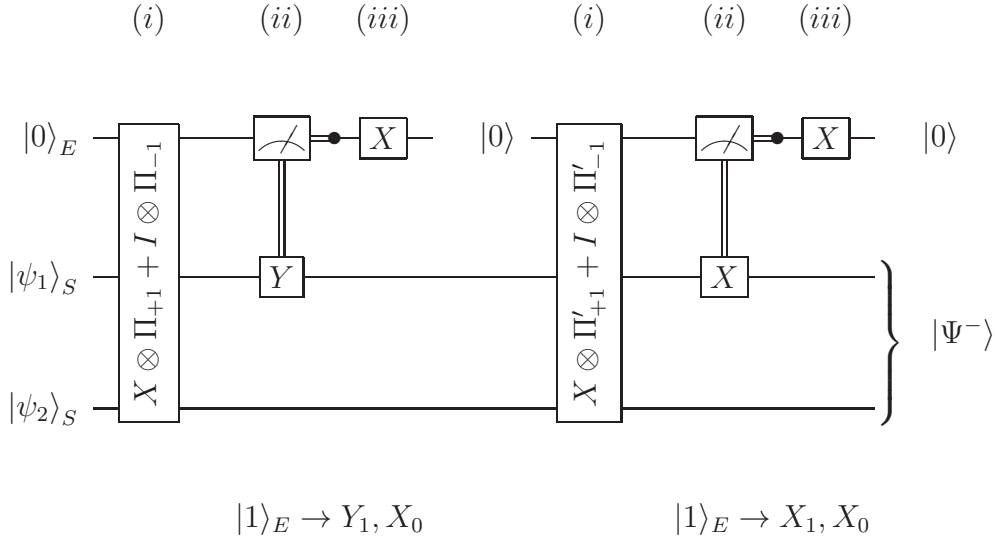 (i) (ii) (iii) (i) (ii) (iii)
|0⟩_E X |0⟩ X |0⟩
X ⊗ Π_{+1} + I ⊗ Π_{−1}
X ⊗ Π′_{+1} + I ⊗ Π′_{−1}
|ψ_1⟩_S Y X
|Ψ^−⟩
|ψ_2⟩_S
|1⟩_E → Y_1, X_0 |1⟩_E → X_1, X_0